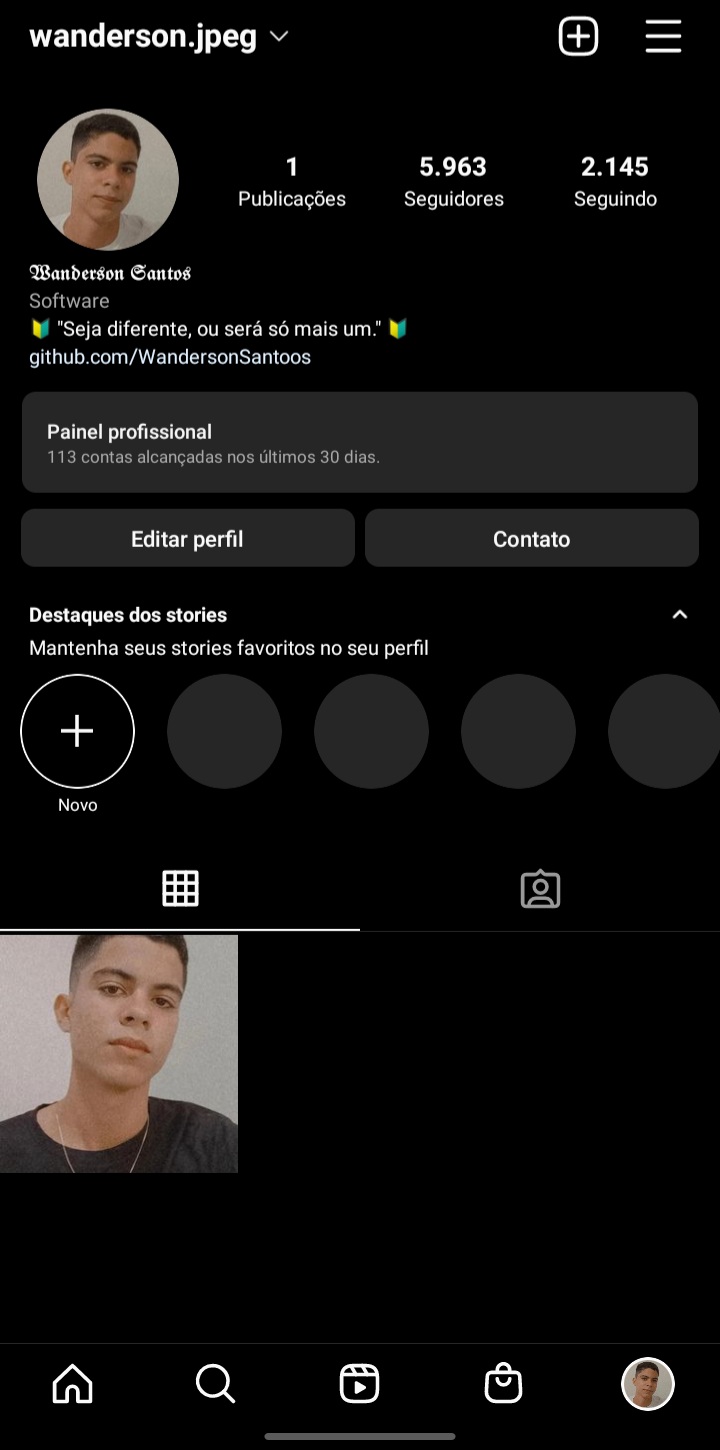 wanderson.jpeg
1 5.963 2.145
Publicações Seguidores Seguindo
𝖂𝖆𝖓𝖉𝖊𝖗𝖘𝖔𝖓 𝕾𝖆𝖓𝖙𝖔𝖘
Software
🔰 "Seja diferente, ou será só mais um." 🔰
github.com/WandersonSantoos
Painel profissional
113 contas alcançadas nos últimos 30 dias.
Editar perfil Contato
Destaques dos stories
Mantenha seus stories favoritos no seu perfil
Novo